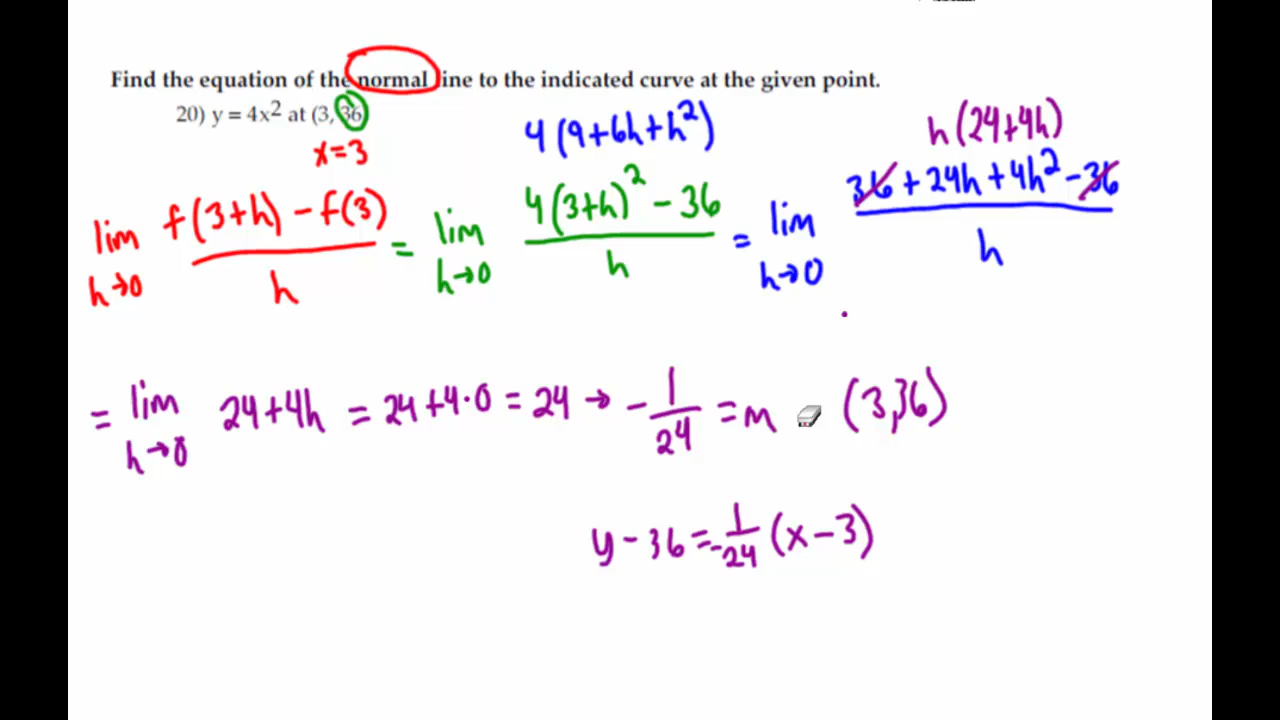 Find the equation of the normal line to the indicated curve at the given point.
20) y = 4x² at (3, 36)
x=3
4(9+6h+h²)
h(24+4h)
lim h→0 f(3+h) − f(3) / h = lim h→0 4(3+h)² − 36 / h = lim h→0 36 + 24h + 4h² − 36 / h
= lim h→0 24+4h = 24+4·0 = 24 → −1/24 = m (3,36)
y − 36 = −1/24 (x − 3)